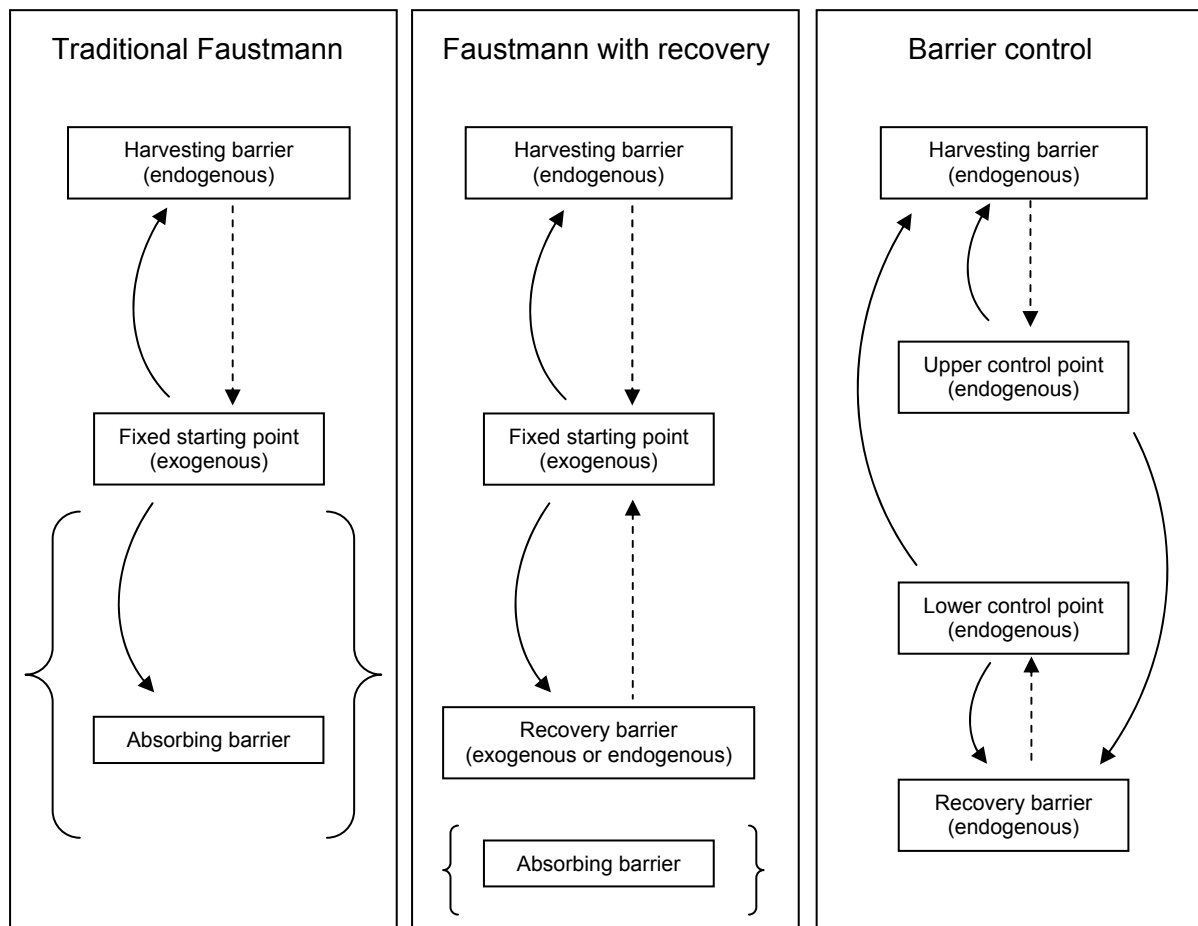 Traditional Faustmann
Harvesting barrier
(endogenous)
Fixed starting point
(exogenous)
Absorbing barrier
Faustmann with recovery
Harvesting barrier
(endogenous)
Fixed starting point
(exogenous)
Recovery barrier
(exogenous or endogenous)
Absorbing barrier
Barrier control
Harvesting barrier
(endogenous)
Upper control point
(endogenous)
Lower control point
(endogenous)
Recovery barrier
(endogenous)